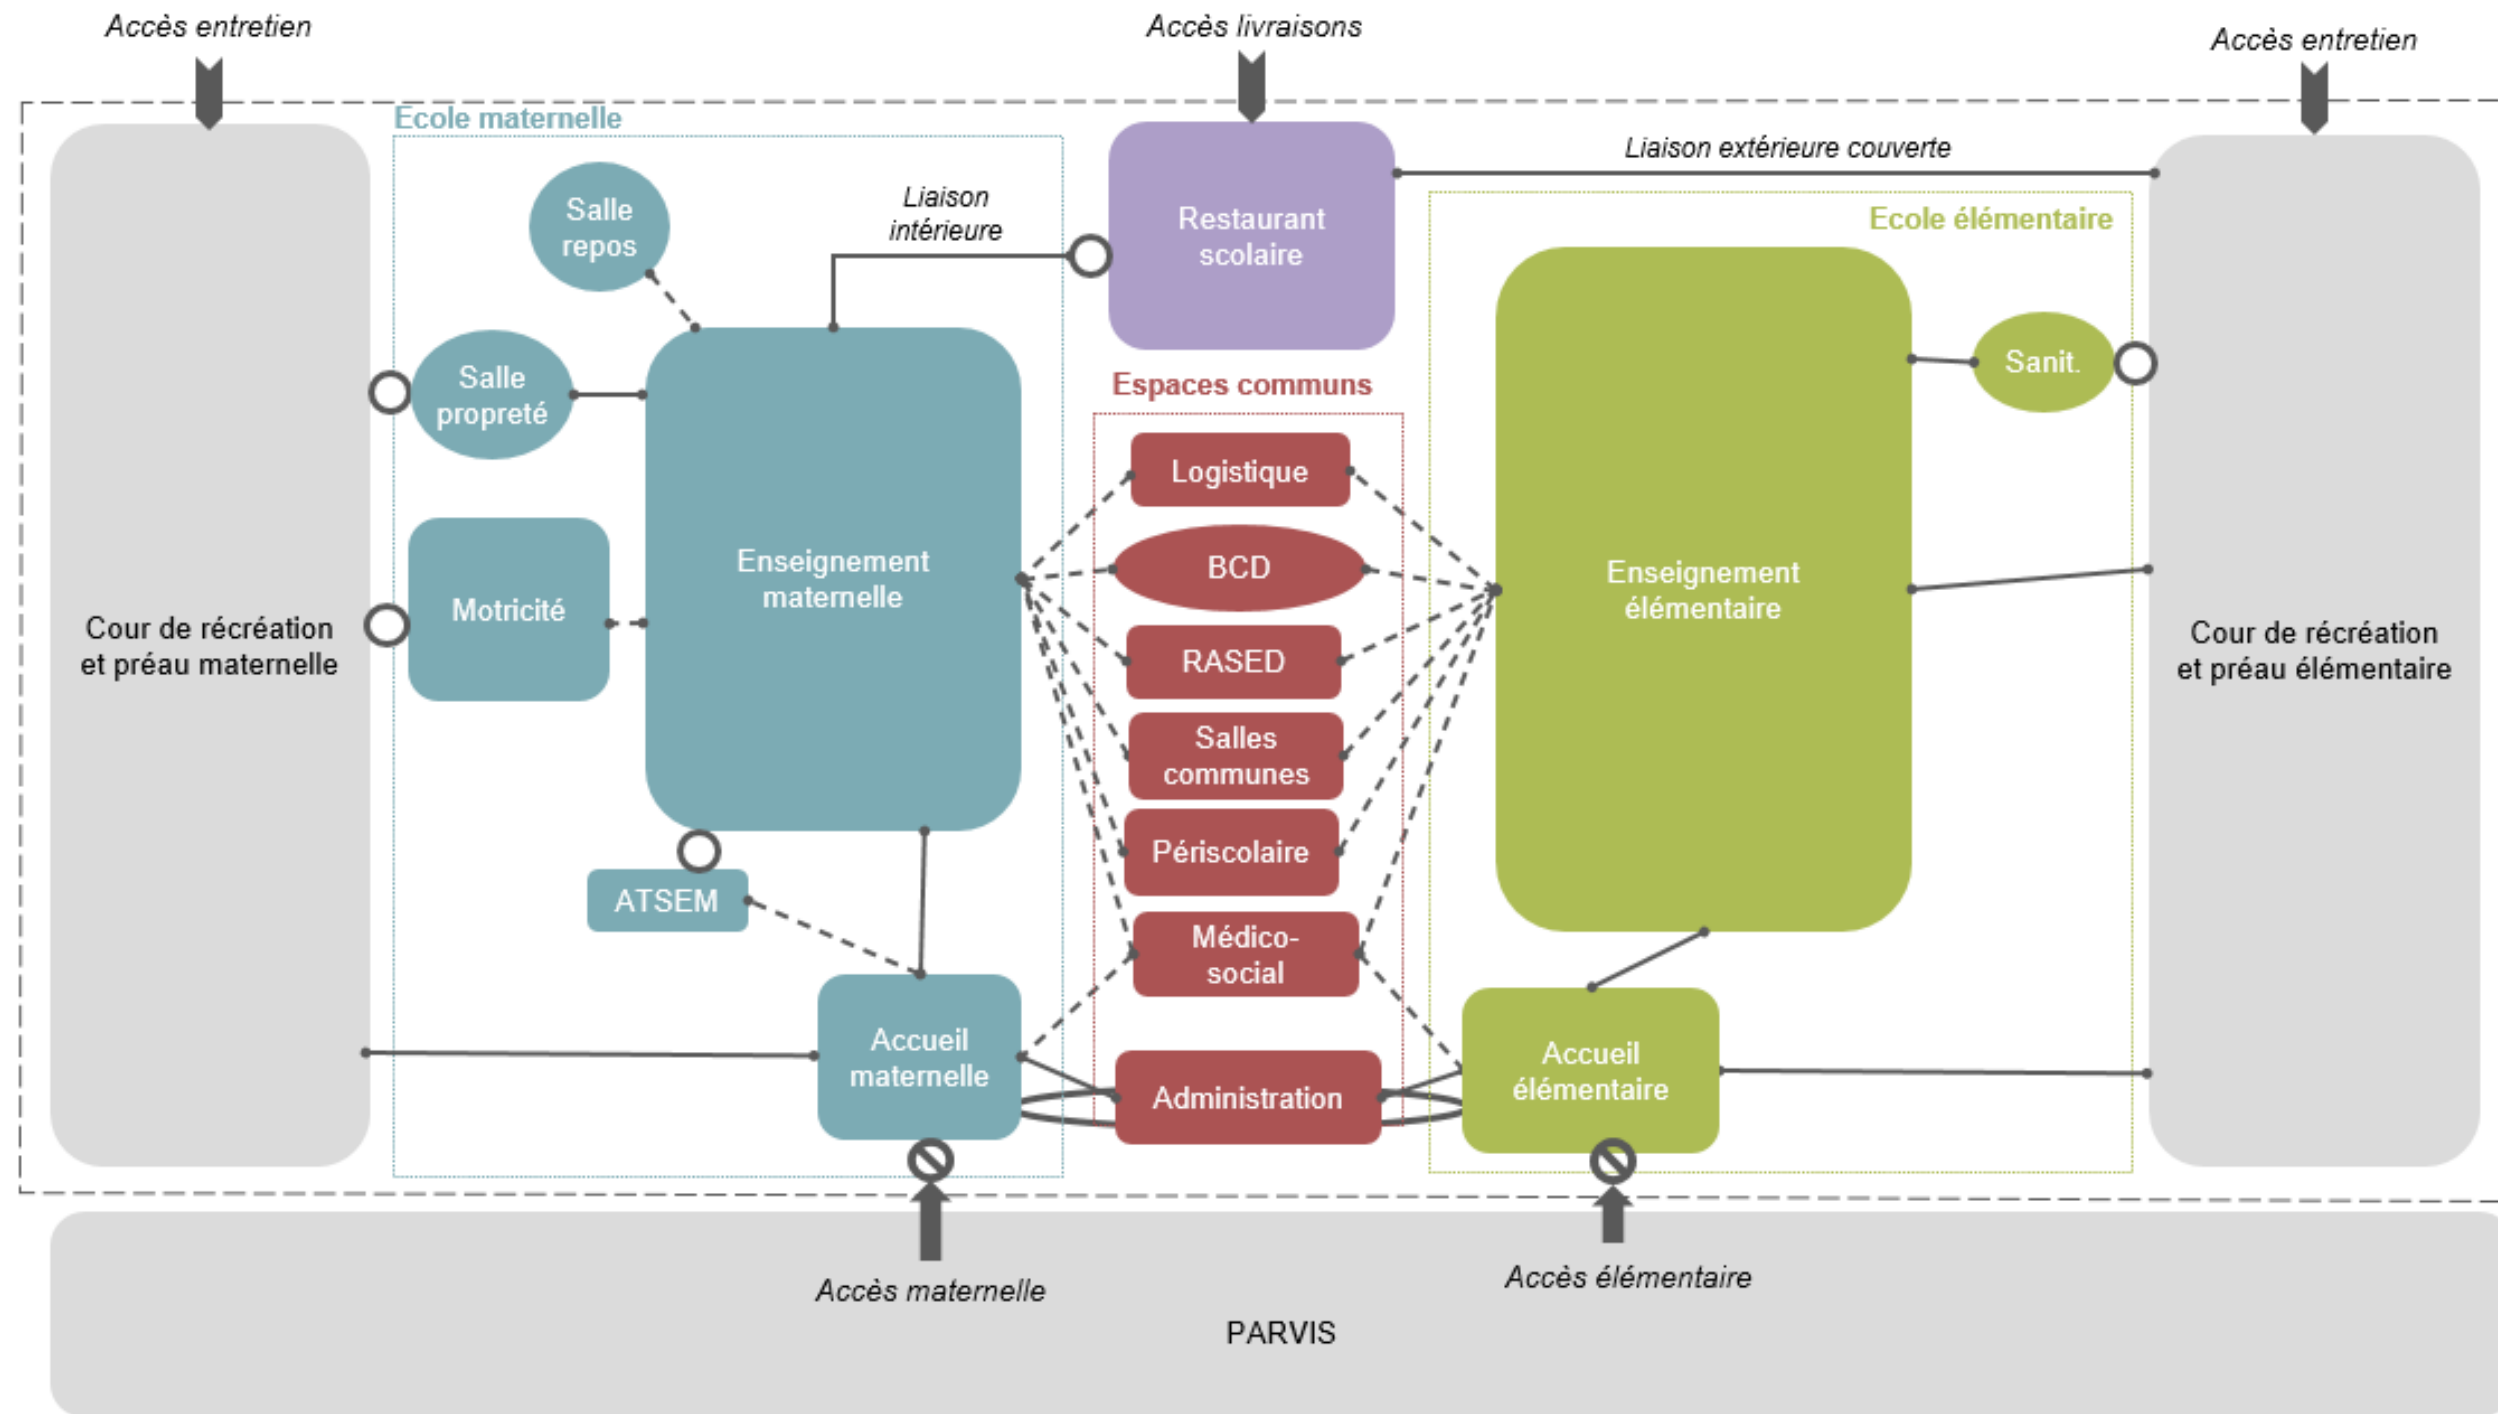 Accès entretien
Accès livraisons
Accès entretien
Ecole maternelle
Liaison extérieure couverte
Salle
repos
Liaison
intérieure
Restaurant
scolaire
Ecole élémentaire
Salle
propreté
Sanit.
Espaces communs
Logistique
Enseignement
maternelle
BCD
Enseignement
élémentaire
Motricité
Cour de récréation
et préau maternelle
RASED
Cour de récréation
et préau élémentaire
Salles
communes
Périscolaire
ATSEM
Médico-
social
Accueil
maternelle
Administration
Accueil
élémentaire
Accès maternelle
Accès élémentaire
PARVIS